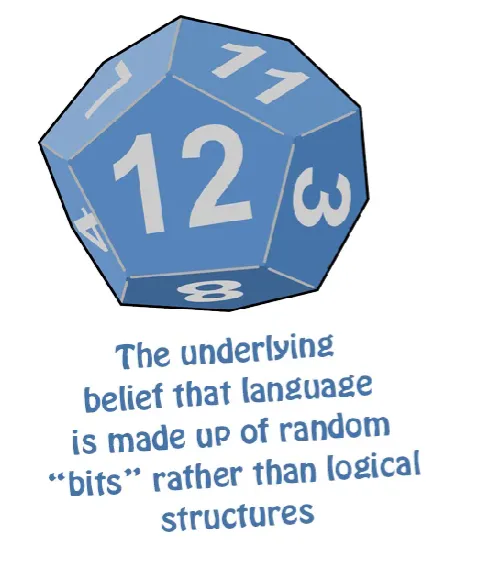 1
11
12
3
4
8
The underlying
belief that language
is made up of random
“bits” rather than logical
structures